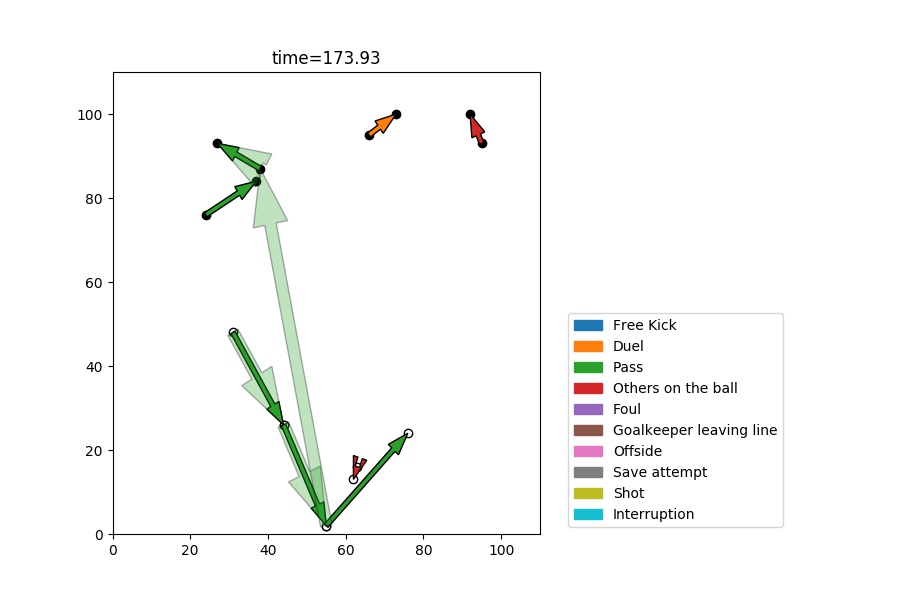 time=173.93
100
80
60
40
20
0
0 20 40 60 80 100
Free Kick
Duel
Pass
Others on the ball
Foul
Goalkeeper leaving line
Offside
Save attempt
Shot
Interruption